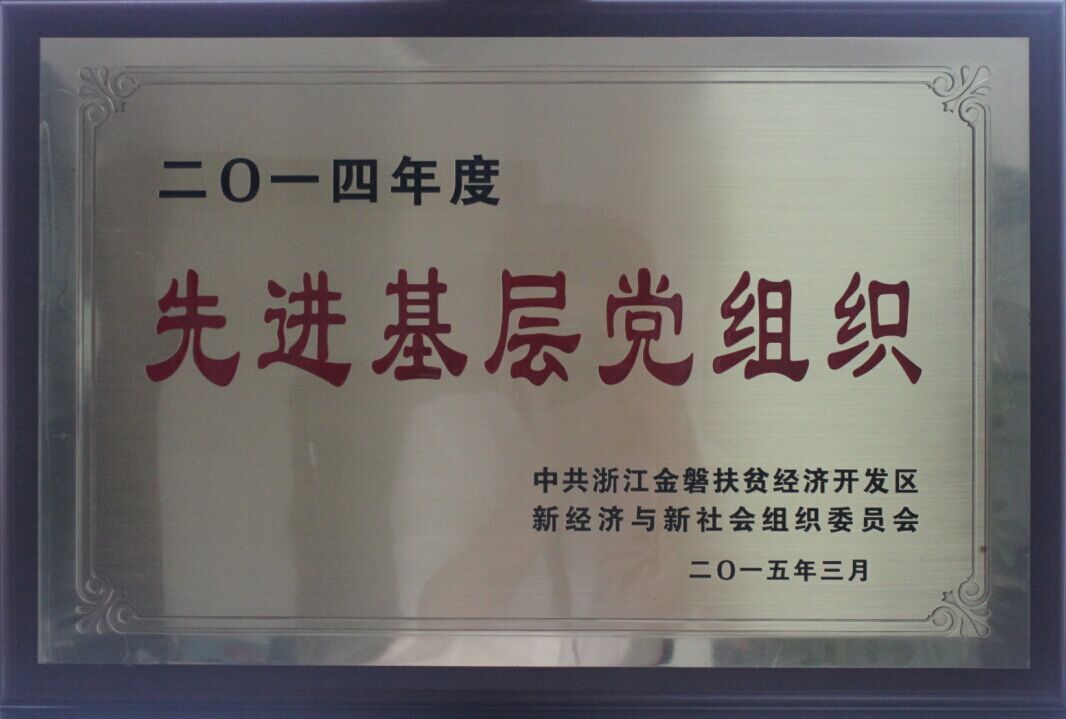 二〇一四年度
先进基层党组织
中共浙江金磐扶贫经济开发区
新经济与新社会组织委员会
二〇一五年三月